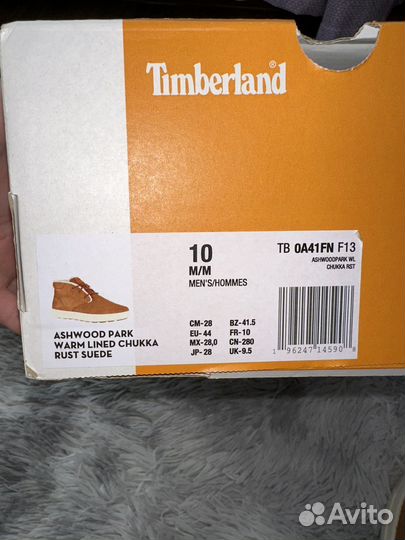 Timberland®
10
M/M
MEN'S/HOMMES
TB 0A41FN F13
ASHWOODPARK WL
CHUKKA RST
ASHWOOD PARK
WARM LINED CHUKKA
RUST SUEDE
CM-28 BZ-41.5
EU-44 FR-10
MX-28,0 CN-280
JP-28 UK-9.5
1 96247 14590 8
Avito